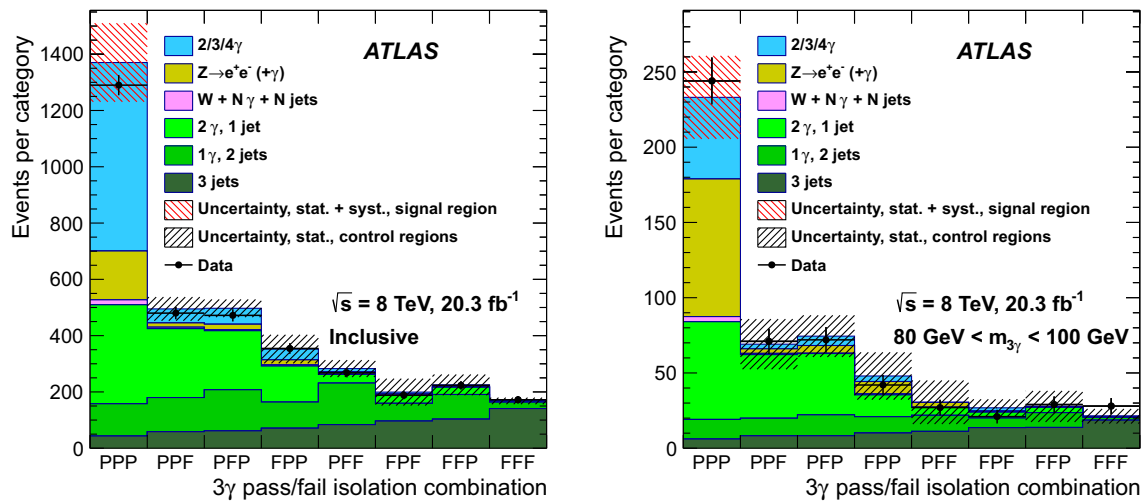 Events per category
1400
1200
1000
800
600
400
200
0
ATLAS
2/3/4γ
Z→e⁺e⁻ (+γ)
W + N γ + N jets
2 γ, 1 jet
1γ, 2 jets
3 jets
Uncertainty, stat. + syst., signal region
Uncertainty, stat., control regions
Data
√s = 8 TeV, 20.3 fb⁻¹
Inclusive
PPP PPF PFP FPP PFF FPF FFP FFF
3γ pass/fail isolation combination
Events per category
250
200
150
100
50
0
ATLAS
2/3/4γ
Z→e⁺e⁻ (+γ)
W + N γ + N jets
2 γ, 1 jet
1γ, 2 jets
3 jets
Uncertainty, stat. + syst., signal region
Uncertainty, stat., control regions
Data
√s = 8 TeV, 20.3 fb⁻¹
80 GeV < m₃γ < 100 GeV
PPP PPF PFP FPP PFF FPF FFP FFF
3γ pass/fail isolation combination